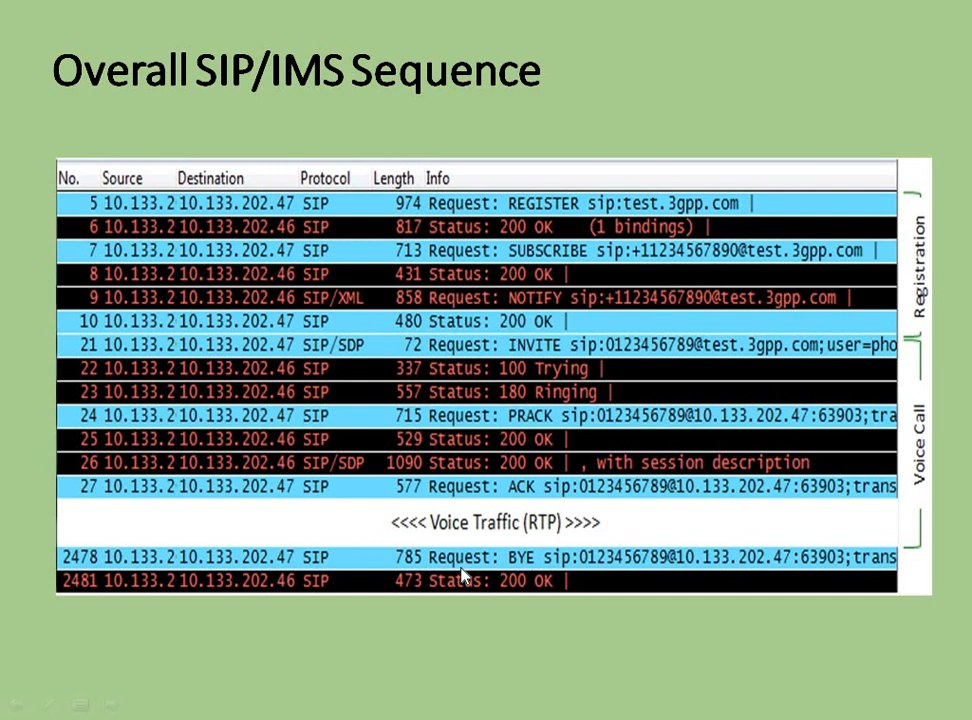 Overall SIP/IMS Sequence
No. Source Destination Protocol Length Info
5 10.133.2 10.133.202.47 SIP 974 Request: REGISTER sip:test.3gpp.com |
6 10.133.2 10.133.202.46 SIP 817 Status: 200 OK (1 bindings) |
7 10.133.2 10.133.202.47 SIP 713 Request: SUBSCRIBE sip:+11234567890@test.3gpp.com |
8 10.133.2 10.133.202.46 SIP 431 Status: 200 OK |
9 10.133.2 10.133.202.46 SIP/XML 858 Request: NOTIFY sip:+11234567890@test.3gpp.com |
10 10.133.2 10.133.202.47 SIP 480 Status: 200 OK |
Registration
21 10.133.2 10.133.202.47 SIP/SDP 72 Request: INVITE sip:0123456789@test.3gpp.com;user=pho
22 10.133.2 10.133.202.46 SIP 337 Status: 100 Trying |
23 10.133.2 10.133.202.46 SIP 557 Status: 180 Ringing |
24 10.133.2 10.133.202.47 SIP 715 Request: PRACK sip:0123456789@10.133.202.47:63903;tra
25 10.133.2 10.133.202.46 SIP 529 Status: 200 OK |
26 10.133.2 10.133.202.46 SIP/SDP 1090 Status: 200 OK | , with session description
27 10.133.2 10.133.202.47 SIP 577 Request: ACK sip:0123456789@10.133.202.47:63903;trans
Voice Call
<<<< Voice Traffic (RTP) >>>>
2478 10.133.2 10.133.202.47 SIP 785 Request: BYE sip:0123456789@10.133.202.47:63903;trans
2481 10.133.2 10.133.202.46 SIP 473 Status: 200 OK |